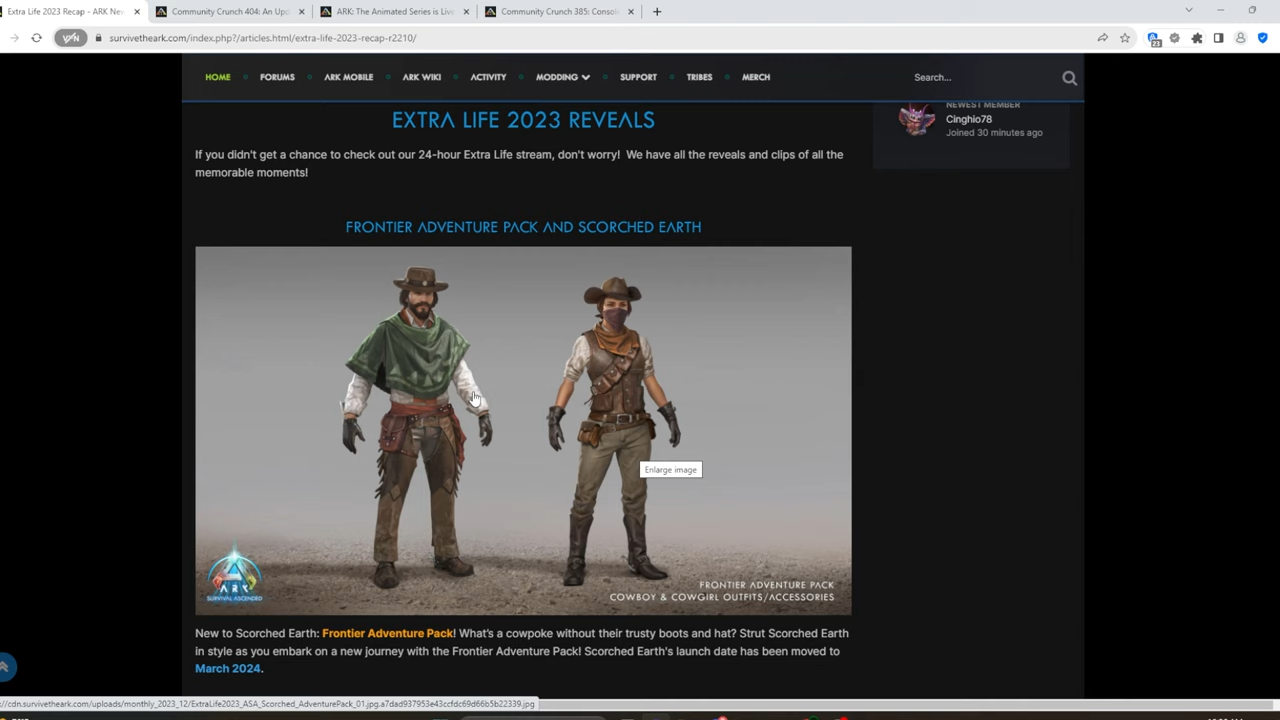 Extra Life 2023 Recap - ARK Nev
Community Crunch 404: An Upd
ARK: The Animated Series is Live
Community Crunch 385: Consol
survivetheark.com/index.php?/articles.html/extra-life-2023-recap-r2210/
23
HOME FORUMS ARK MOBILE ARK WIKI ACTIVITY MODDING SUPPORT TRIBES MERCH Search...
NEWEST MEMBER
Cinghio78
Joined 30 minutes ago
EXTRA LIFE 2023 REVEALS
If you didn't get a chance to check out our 24-hour Extra Life stream, don't worry! We have all the reveals and clips of all the
memorable moments!
FRONTIER ADVENTURE PACK AND SCORCHED EARTH
Enlarge image
ARK
SURVIVAL ASCENDED
FRONTIER ADVENTURE PACK
COWBOY & COWGIRL OUTFITS/ACCESSORIES
New to Scorched Earth: Frontier Adventure Pack! What's a cowpoke without their trusty boots and hat? Strut Scorched Earth
in style as you embark on a new journey with the Frontier Adventure Pack! Scorched Earth's launch date has been moved to
March 2024.
://cdn.survivetheark.com/uploads/monthly_2023_12/ExtraLife2023_ASA_Scorched_AdventurePack_01.jpg.a7dad937953e43ccfdc69d66b5b22339.jpg